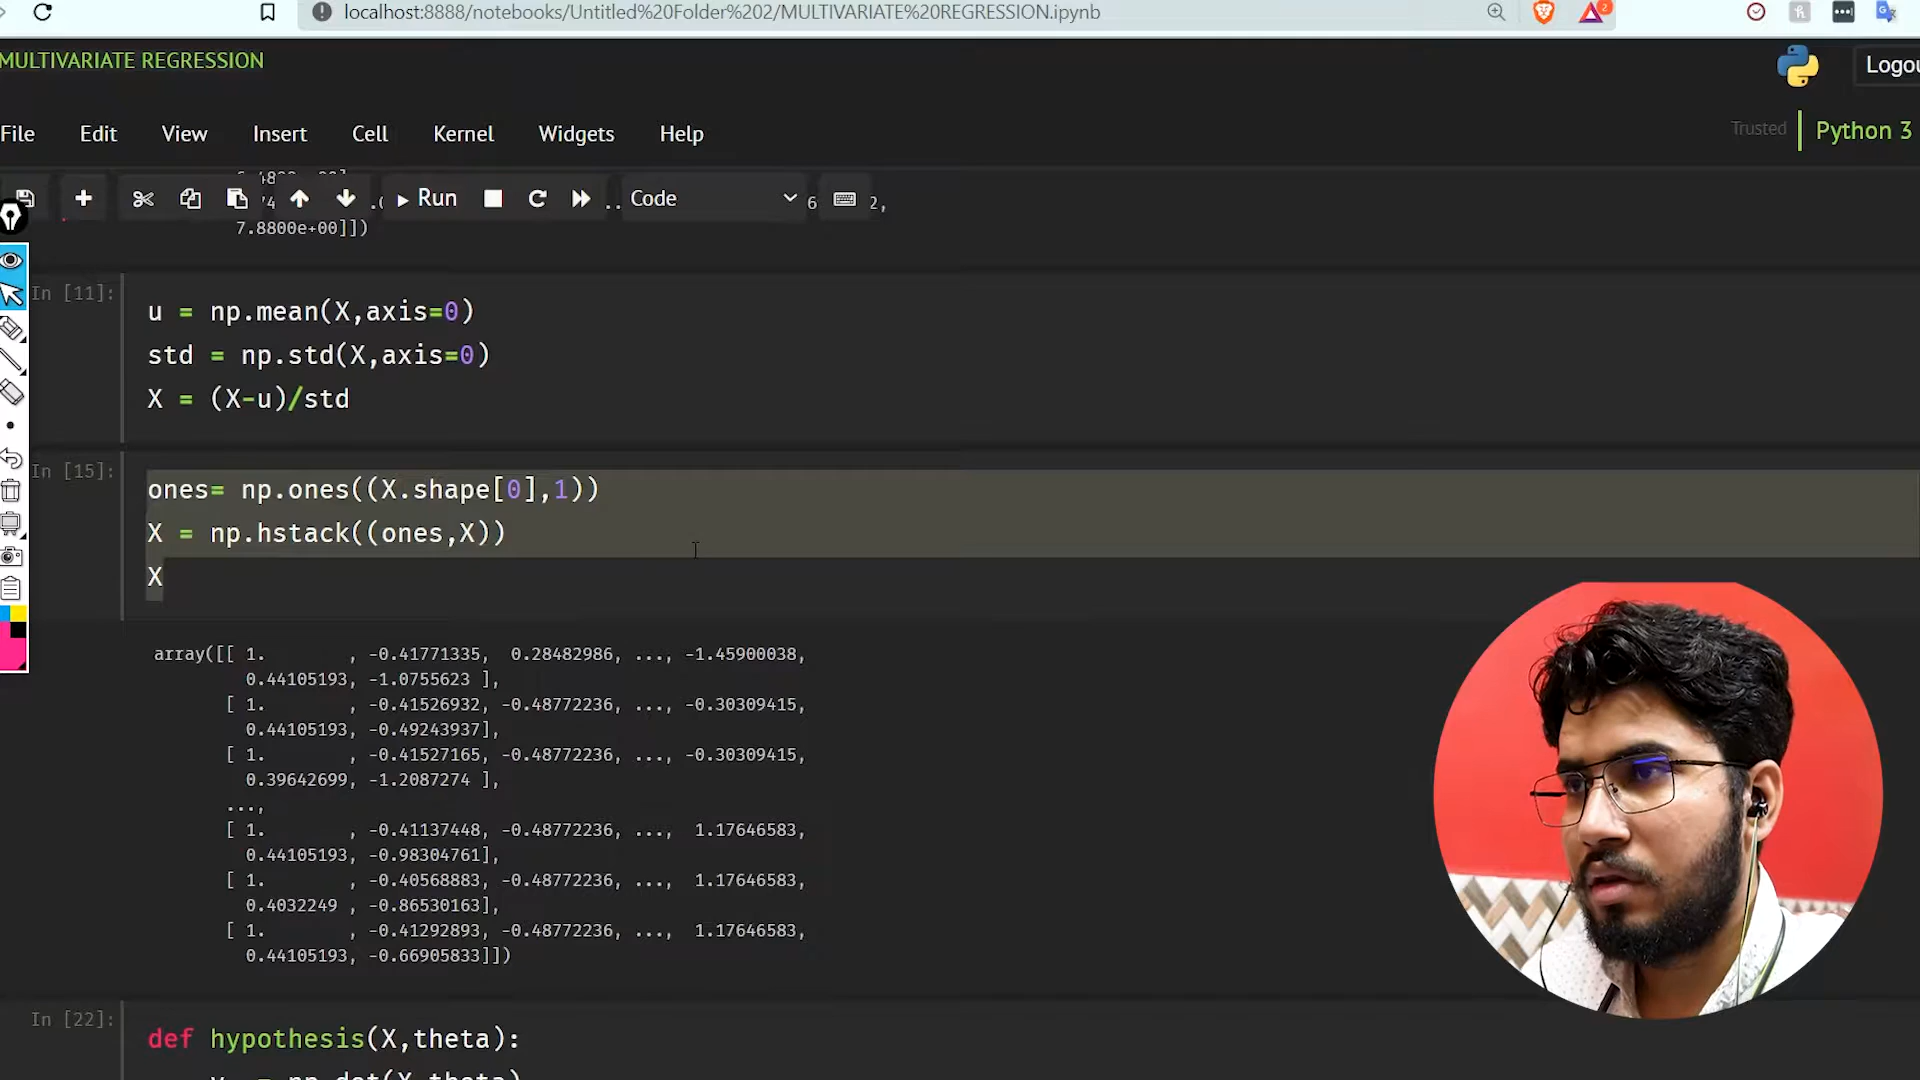 localhost:8888/notebooks/Untitled%20Folder%202/MULTIVARIATE%20REGRESSION.ipynb
2
MULTIVARIATE REGRESSION
File Edit View Insert Cell Kernel Widgets Help
Trusted Python 3
Run Code
7.8800e+00]])
In [11]:
u = np.mean(X,axis=0)
std = np.std(X,axis=0)
X = (X-u)/std
In [15]:
ones= np.ones((X.shape[0],1))
X = np.hstack((ones,X))
X
array([[ 1.        , -0.41771335,  0.28482986, ..., -1.45900038,
0.44105193, -1.0755623 ],
[ 1.        , -0.41526932, -0.48772236, ..., -0.30309415,
0.44105193, -0.49243937],
[ 1.        , -0.41527165, -0.48772236, ..., -0.30309415,
0.39642699, -1.2087274 ],
...,
[ 1.        , -0.41137448, -0.48772236, ...,  1.17646583,
0.44105193, -0.98304761],
[ 1.        , -0.40568883, -0.48772236, ...,  1.17646583,
0.4032249 , -0.86530163],
[ 1.        , -0.41292893, -0.48772236, ...,  1.17646583,
0.44105193, -0.66905833]])
In [22]:
def hypothesis(X,theta):